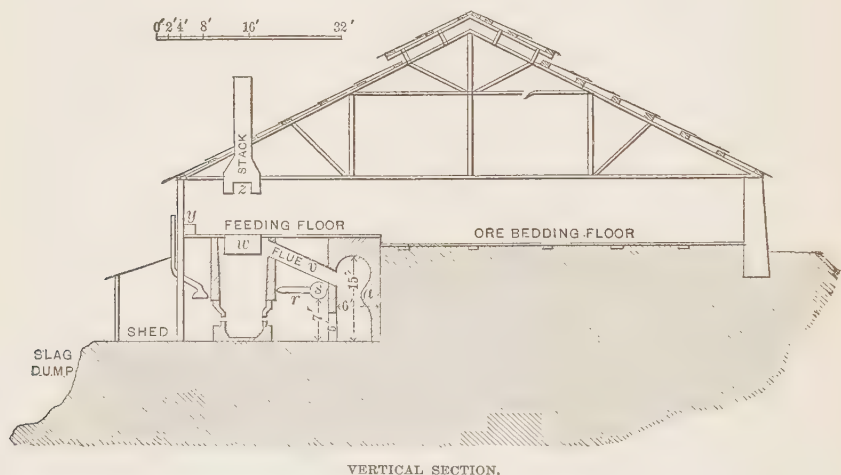 0' 2' 4' 8' 16' 32'
STACK
z
y
FEEDING FLOOR
ORE BEDDING FLOOR
w
FLUE v
15'
s
r
7'
6'
6'
SHED
SLAG
DUMP
VERTICAL SECTION.